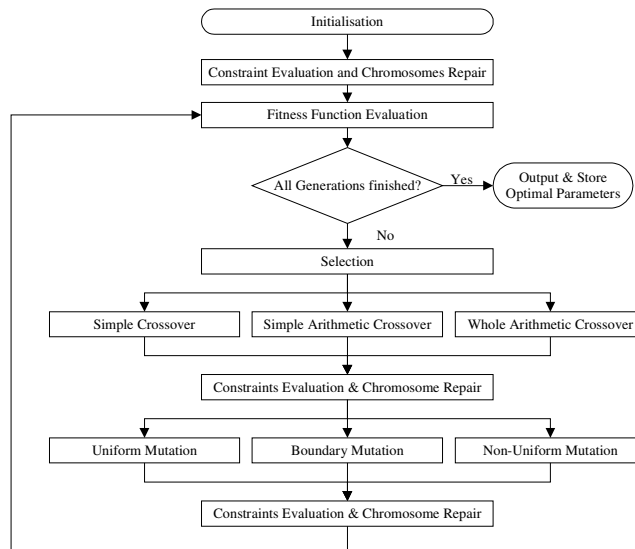 Initialisation
Constraint Evaluation and Chromosomes Repair
Fitness Function Evaluation
All Generations finished?
Yes
Output & Store
Optimal Parameters
No
Selection
Simple Crossover
Simple Arithmetic Crossover
Whole Arithmetic Crossover
Constraints Evaluation & Chromosome Repair
Uniform Mutation
Boundary Mutation
Non-Uniform Mutation
Constraints Evaluation & Chromosome Repair